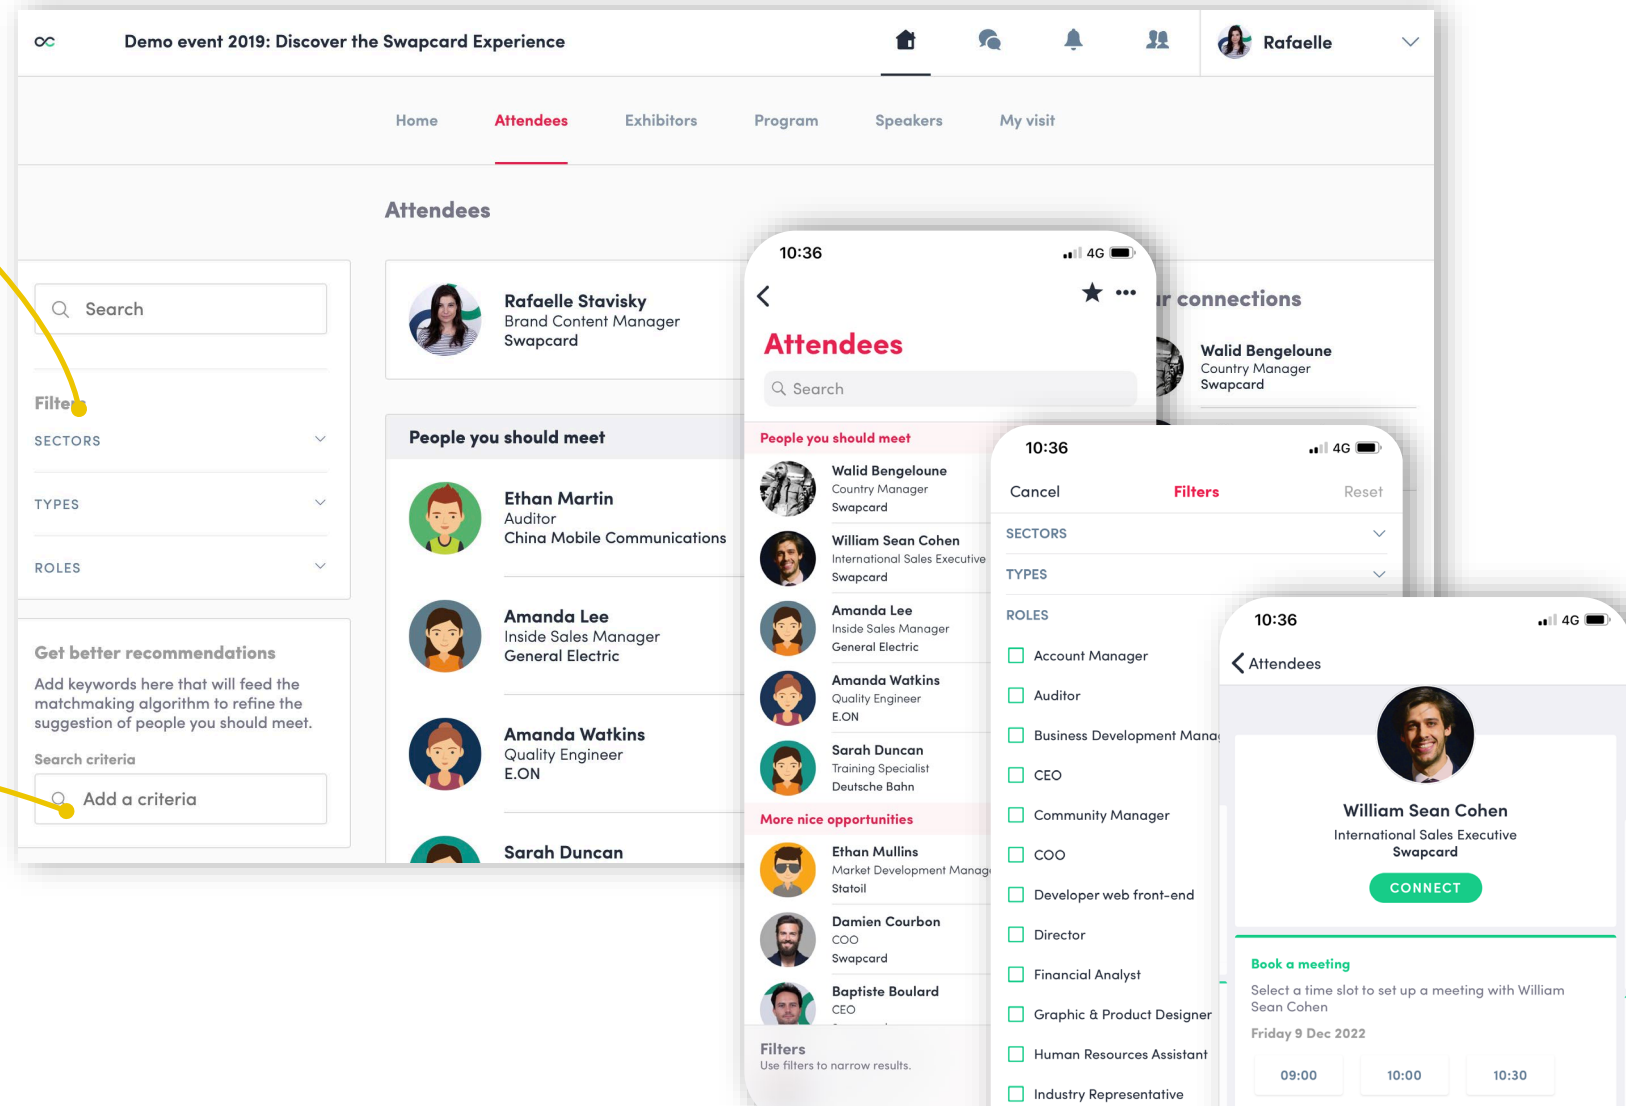 Demo event 2019: Discover the Swapcard Experience
Rafaelle
Home
Attendees
Exhibitors
Program
Speakers
My visit
Attendees
Search
Filters
SECTORS
TYPES
ROLES
Get better recommendations
Add keywords here that will feed the
matchmaking algorithm to refine the
suggestion of people you should meet.
Search criteria
Add a criteria
Rafaelle Stavisky
Brand Content Manager
Swapcard
People you should meet
Ethan Martin
Auditor
China Mobile Communications
Amanda Lee
Inside Sales Manager
General Electric
Amanda Watkins
Quality Engineer
E.ON
Sarah Duncan
connections
Walid Bengeloune
Country Manager
Swapcard
10:36
4G
Attendees
Search
People you should meet
Walid Bengeloune
Country Manager
Swapcard
William Sean Cohen
International Sales Executive
Swapcard
Amanda Lee
Inside Sales Manager
General Electric
Amanda Watkins
Quality Engineer
E.ON
Sarah Duncan
Training Specialist
Deutsche Bahn
More nice opportunities
Ethan Mullins
Market Development Manag
Statoil
Damien Courbon
COO
Swapcard
Baptiste Boulard
CEO
Filters
Use filters to narrow results.
10:36
4G
Cancel
Filters
Reset
SECTORS
TYPES
ROLES
Account Manager
Auditor
Business Development Mana
CEO
Community Manager
COO
Developer web front-end
Director
Financial Analyst
Graphic & Product Designer
Human Resources Assistant
Industry Representative
10:36
4G
Attendees
William Sean Cohen
International Sales Executive
Swapcard
CONNECT
Book a meeting
Select a time slot to set up a meeting with William
Sean Cohen
Friday 9 Dec 2022
09:00
10:00
10:30